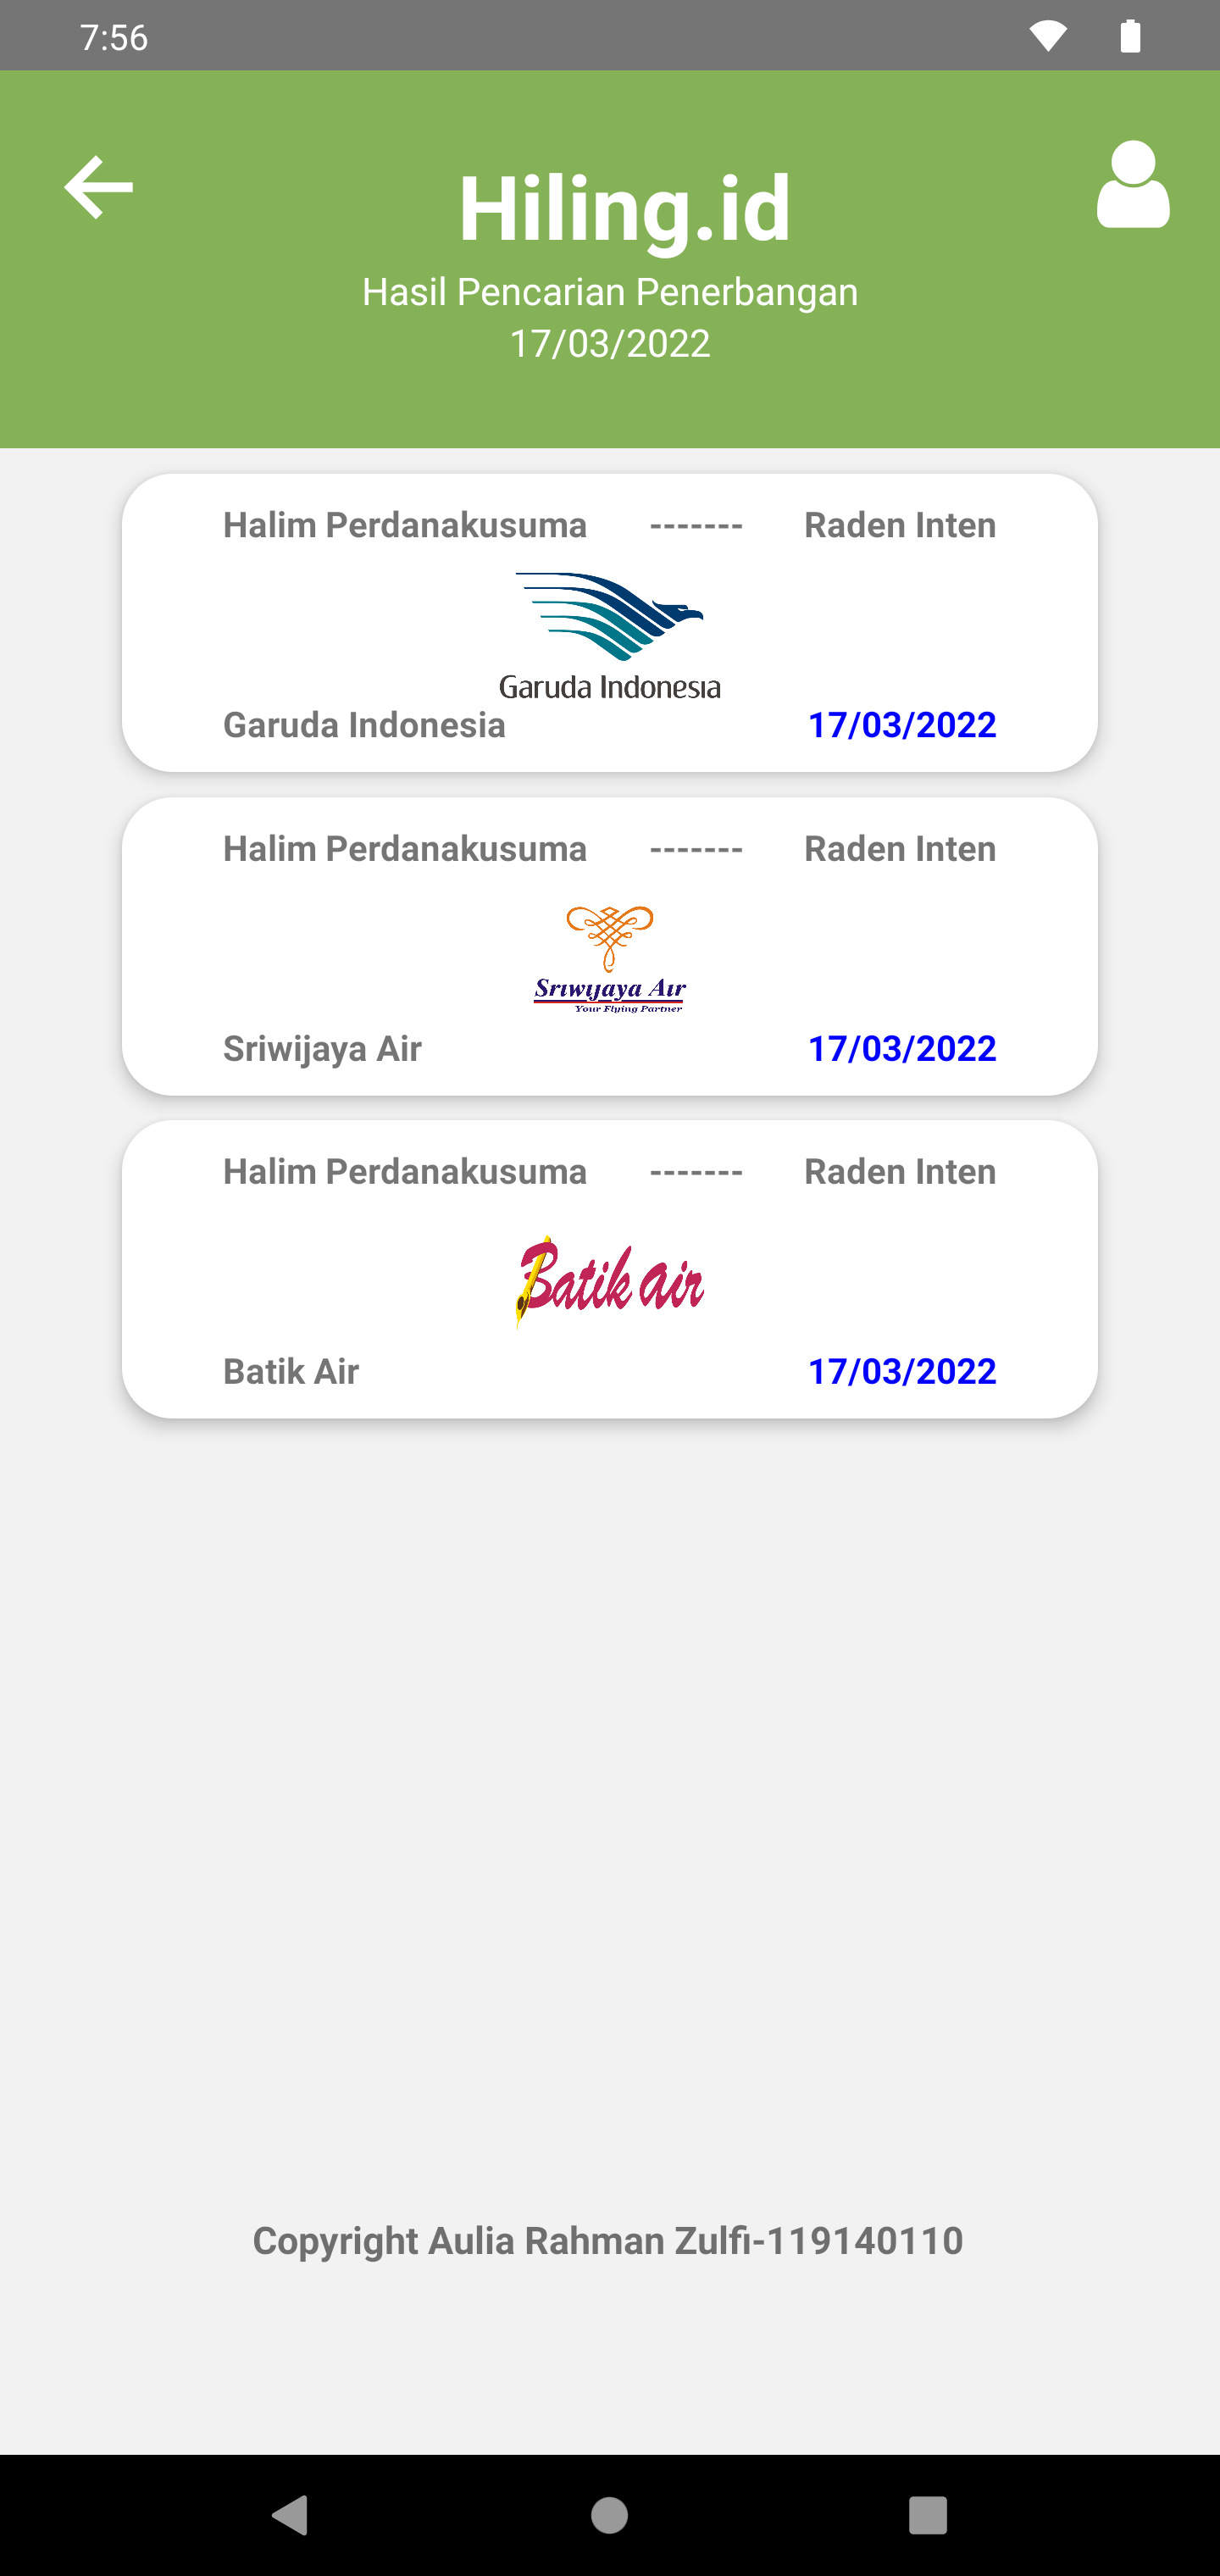 7:56
Hiling.id
Hasil Pencarian Penerbangan
17/03/2022
Halim Perdanakusuma ------- Raden Inten
Garuda Indonesia
Garuda Indonesia 17/03/2022
Halim Perdanakusuma ------- Raden Inten
Sriwijaya Air
Your Flying Partner
Sriwijaya Air 17/03/2022
Halim Perdanakusuma ------- Raden Inten
Batik air
Batik Air 17/03/2022
Copyright Aulia Rahman Zulfi-119140110